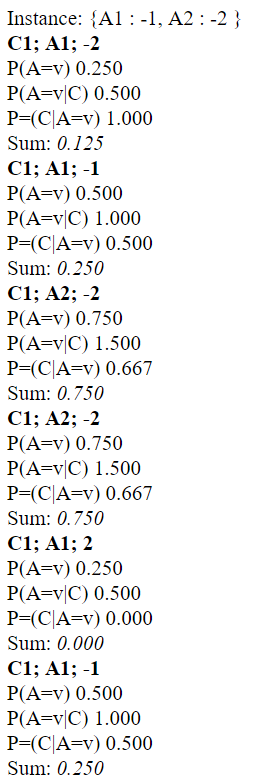 Instance: {A1 : -1, A2 : -2 }
C1; A1; -2
P(A=v) 0.250
P(A=v|C) 0.500
P=(C|A=v) 1.000
Sum: 0.125
C1; A1; -1
P(A=v) 0.500
P(A=v|C) 1.000
P=(C|A=v) 0.500
Sum: 0.250
C1; A2; -2
P(A=v) 0.750
P(A=v|C) 1.500
P=(C|A=v) 0.667
Sum: 0.750
C1; A2; -2
P(A=v) 0.750
P(A=v|C) 1.500
P=(C|A=v) 0.667
Sum: 0.750
C1; A1; 2
P(A=v) 0.250
P(A=v|C) 0.500
P=(C|A=v) 0.000
Sum: 0.000
C1; A1; -1
P(A=v) 0.500
P(A=v|C) 1.000
P=(C|A=v) 0.500
Sum: 0.250